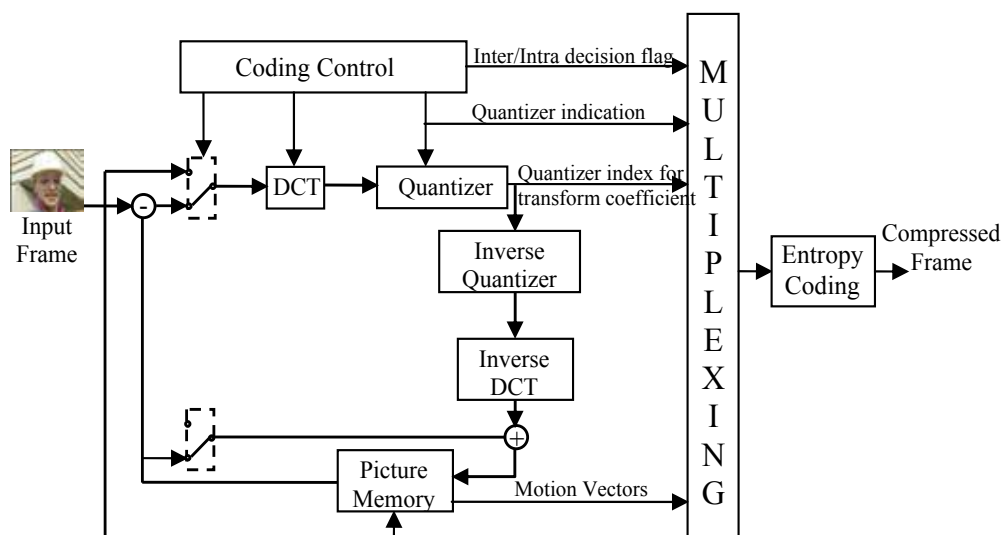 Coding Control
Inter/Intra decision flag
Quantizer indication
Input
Frame
-
DCT
Quantizer
Quantizer index for
transform coefficient
Inverse
Quantizer
Inverse
DCT
+
Picture
Memory
Motion Vectors
M
U
L
T
I
P
L
E
X
I
N
G
Entropy
Coding
Compressed
Frame